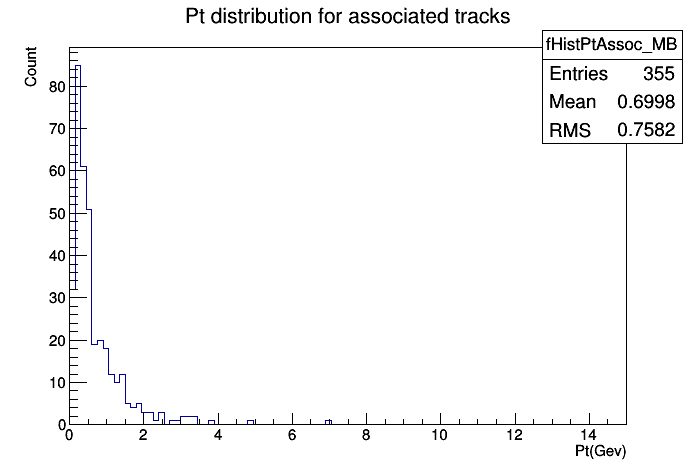 Pt distribution for associated tracks
fHistPtAssoc_MB
Entries 355
Mean 0.6998
RMS 0.7582
Count
80
70
60
50
40
30
20
10
0
0 2 4 6 8 10 12 14
Pt(Gev)